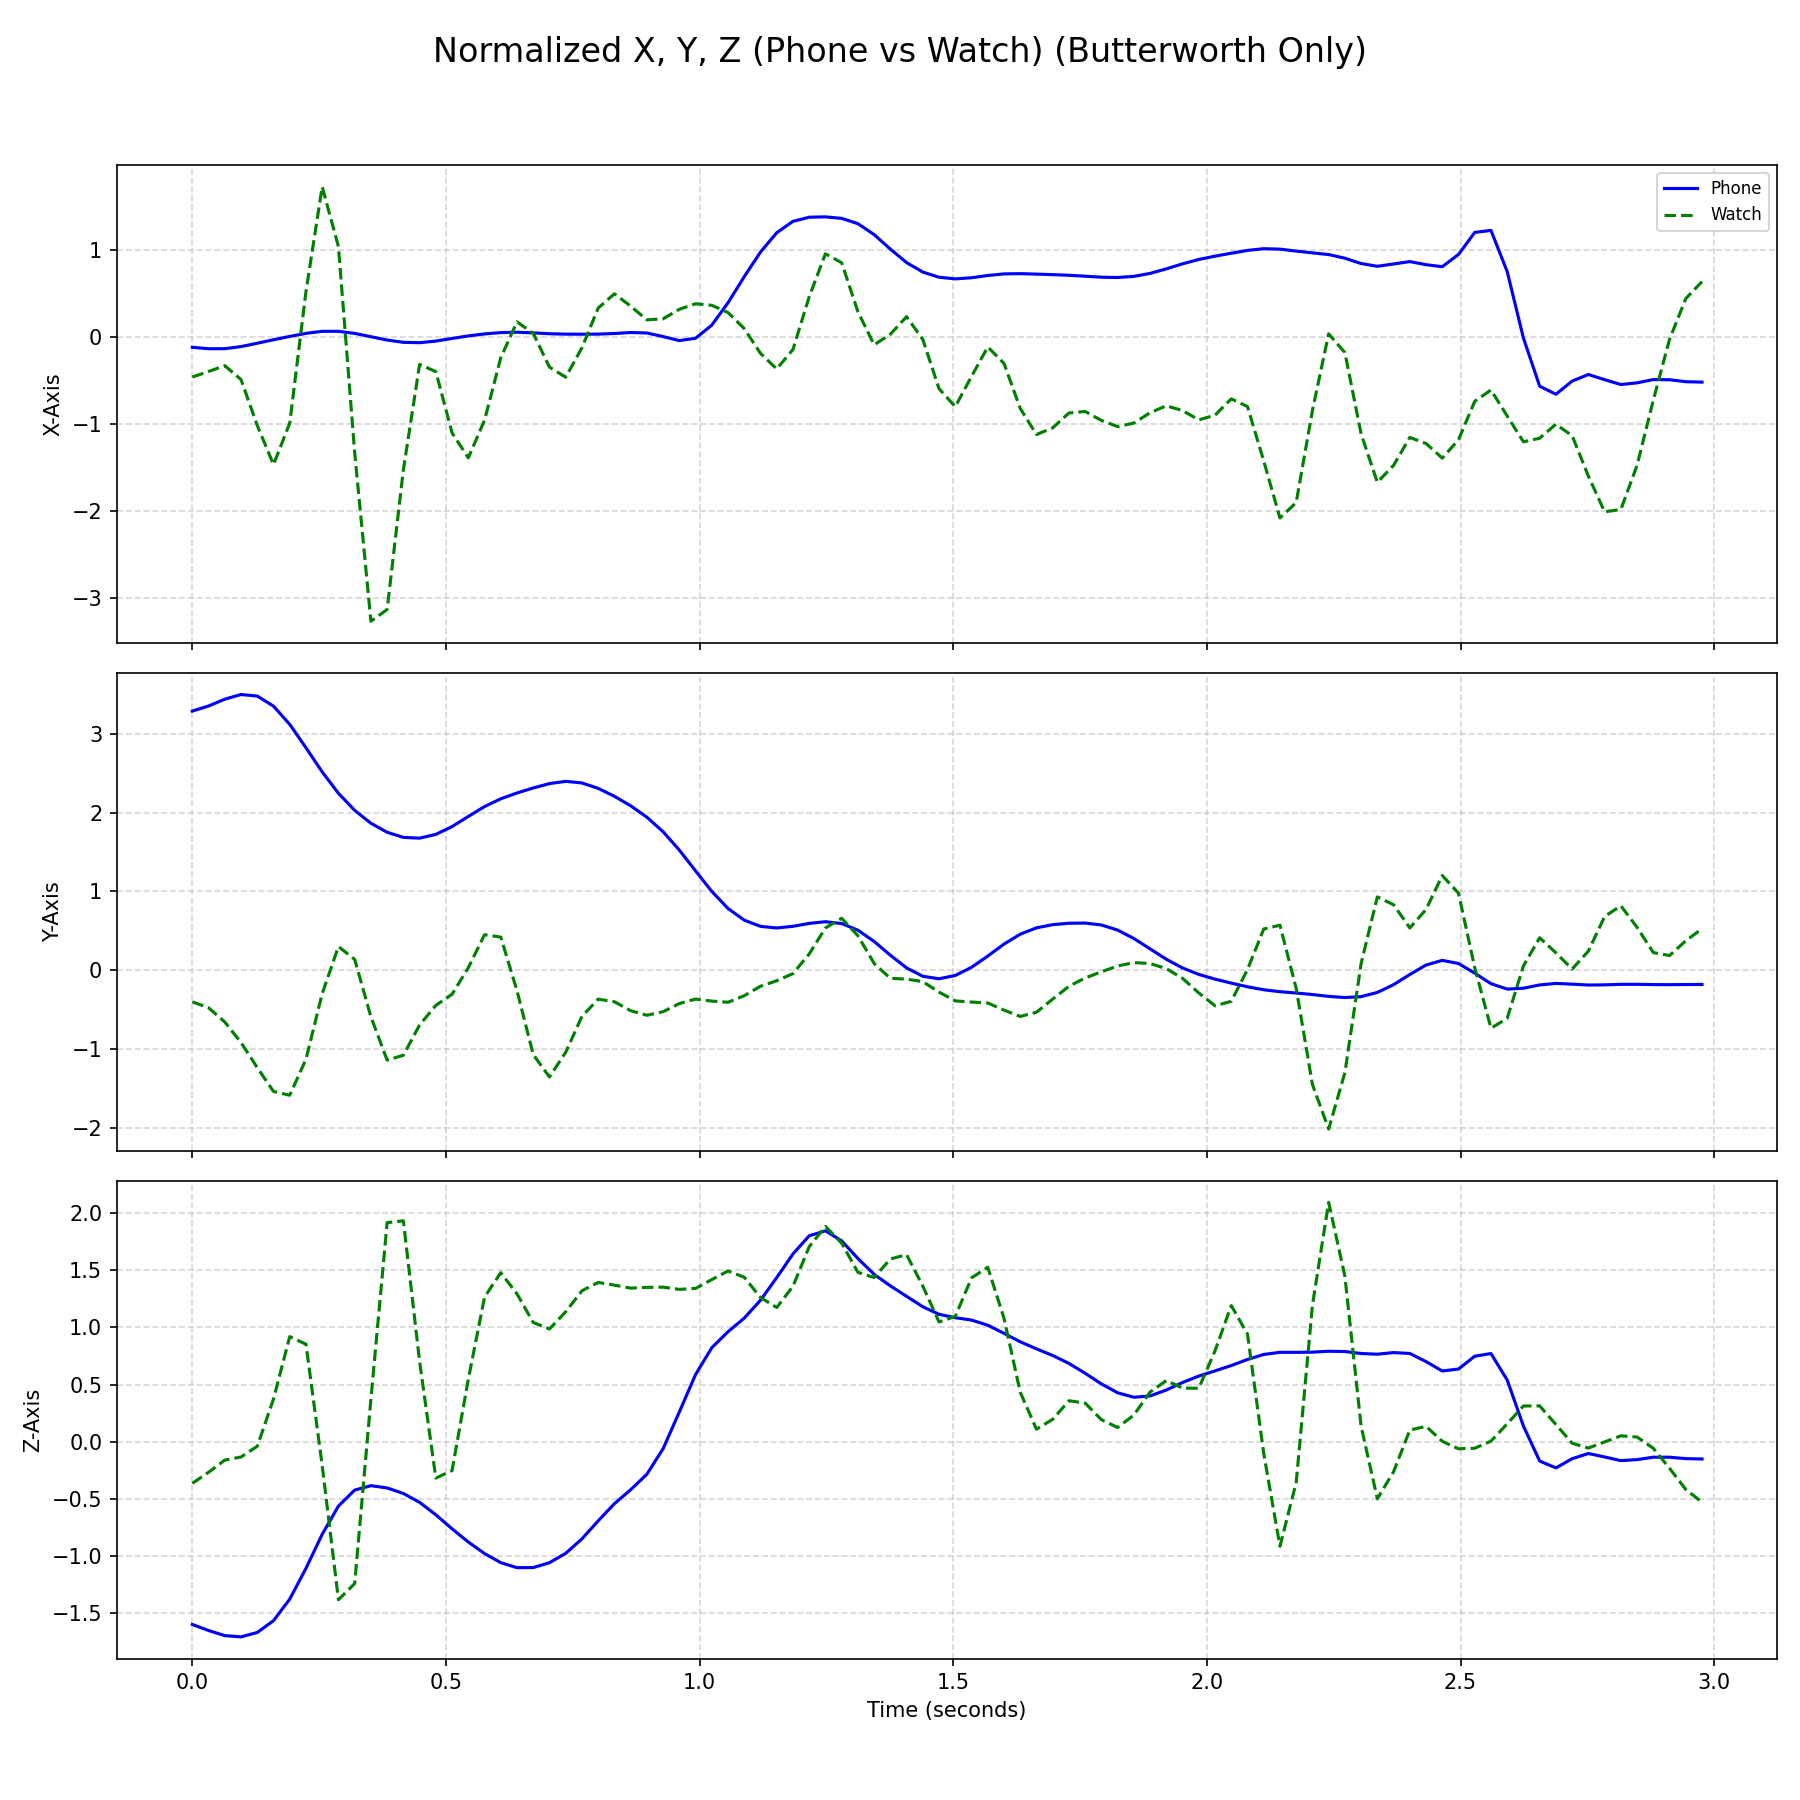 Normalized X, Y, Z (Phone vs Watch) (Butterworth Only)
Phone
Watch
1
0
−1
−2
−3
X-Axis
3
2
1
0
−1
−2
Y-Axis
2.0
1.5
1.0
0.5
0.0
−0.5
−1.0
−1.5
Z-Axis
0.0 0.5 1.0 1.5 2.0 2.5 3.0
Time (seconds)